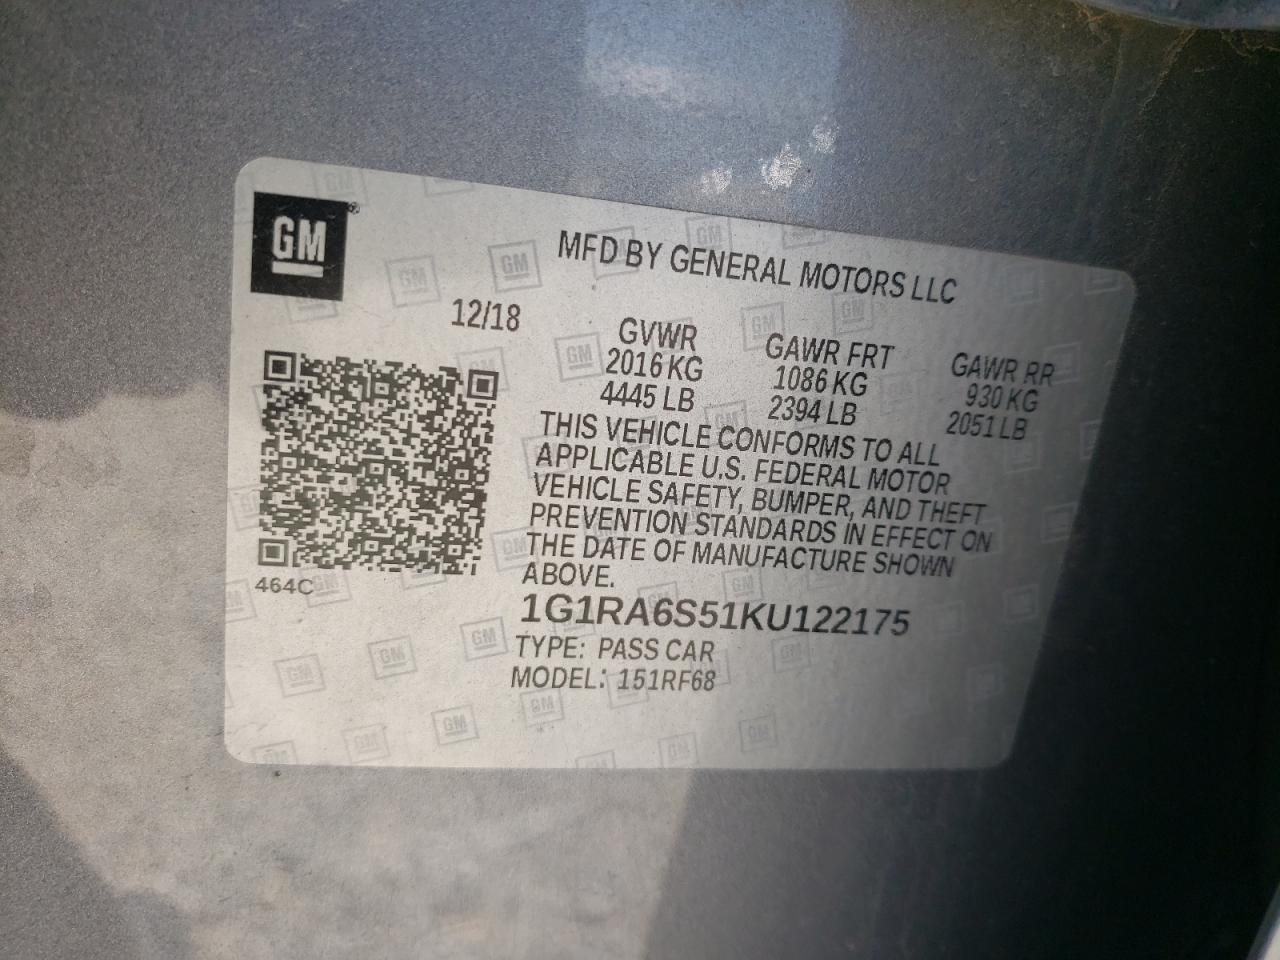 GM
MFD BY GENERAL MOTORS LLC
12/18
GVWR GAWR FRT GAWR RR
2016 KG 1086 KG 930 KG
4445 LB 2394 LB 2051 LB
THIS VEHICLE CONFORMS TO ALL
APPLICABLE U.S. FEDERAL MOTOR
VEHICLE SAFETY, BUMPER, AND THEFT
PREVENTION STANDARDS IN EFFECT ON
THE DATE OF MANUFACTURE SHOWN
ABOVE.
464C
1G1RA6S51KU122175
TYPE: PASS CAR
MODEL: 151RF68